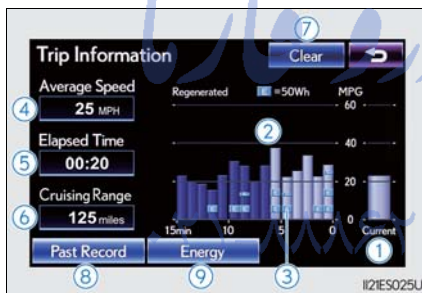 7
Trip Information
Clear
Average Speed
Regenerated
E =50Wh
MPG
4
25 MPH
60
2
40
Elapsed Time
5
00:20
20
Cruising Range
6
125 miles
0
15min 10 5 0
Current
1
Past Record
Energy
8
9
3
II21ES025U